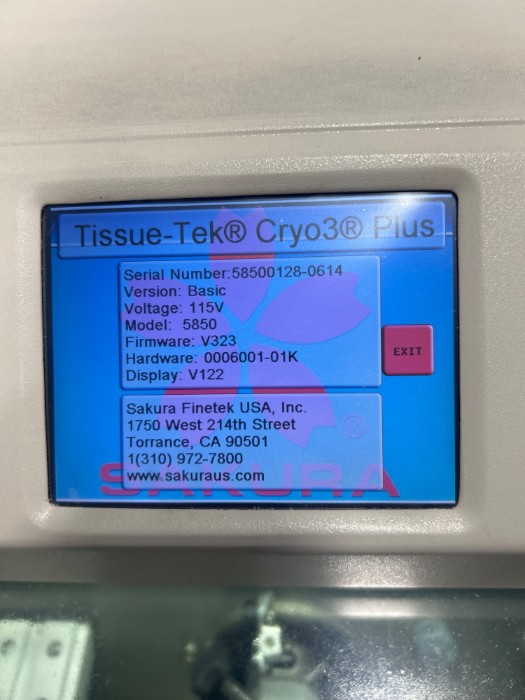 Tissue-Tek® Cryo3® Plus
Serial Number:58500128-0614
Version: Basic
Voltage: 115V
Model: 5850
Firmware: V323
Hardware: 0006001-01K
Display: V122
EXIT
Sakura Finetek USA, Inc.
1750 West 214th Street
Torrance, CA 90501
1(310) 972-7800
www.sakuraus.com
®
SAKURA